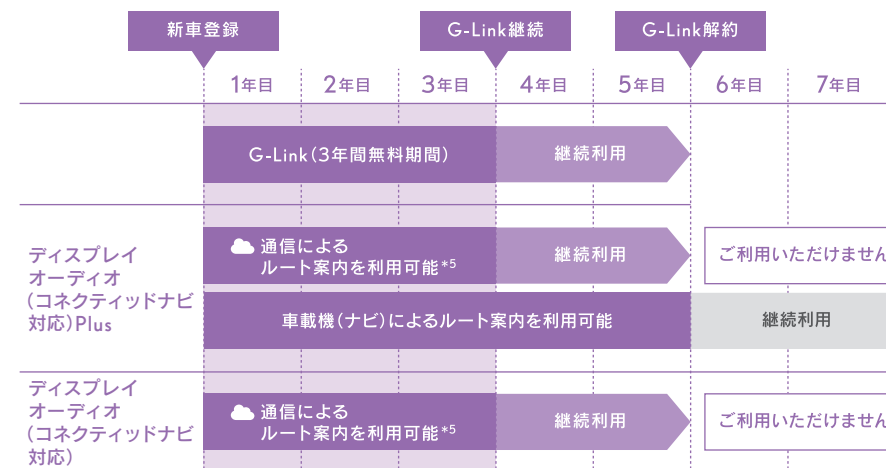 新車登録
G-Link継続
G-Link解約
1年目
2年目
3年目
4年目
5年目
6年目
7年目
G-Link(3年間無料期間)
継続利用
ディスプレイ
オーディオ
(コネクティッドナビ
対応)Plus
通信による
ルート案内を利用可能*5
継続利用
ご利用いただけません
車載機(ナビ)によるルート案内を利用可能
継続利用
ディスプレイ
オーディオ
(コネクティッドナビ
対応)
通信による
ルート案内を利用可能*5
継続利用
ご利用いただけません